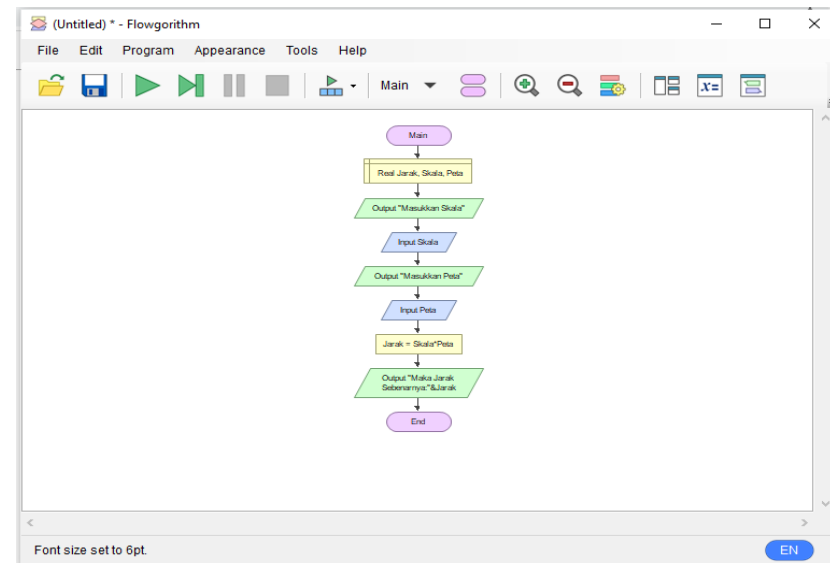 (Untitled) * - Flowgorithm
File Edit Program Appearance Tools Help
Main
x=
Main
Real Jarak, Skala, Peta
Output "Masukkan Skala"
Input Skala
Output "Masukkan Peta"
Input Peta
Jarak = Skala*Peta
Output "Maka Jarak
Sebenarnya:"&Jarak
End
Font size set to 6pt.
EN